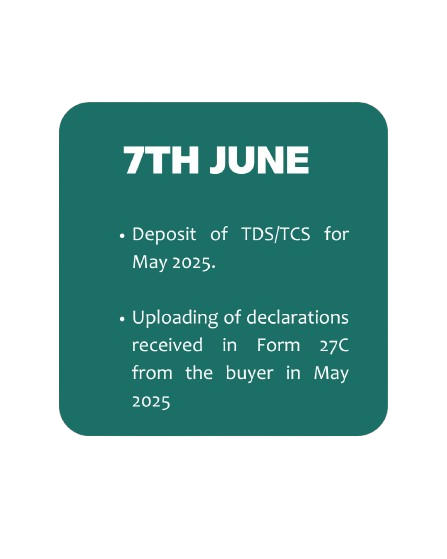 7TH JUNE
• Deposit of TDS/TCS for
May 2025.
• Uploading of declarations
received in Form 27C
from the buyer in May
2025